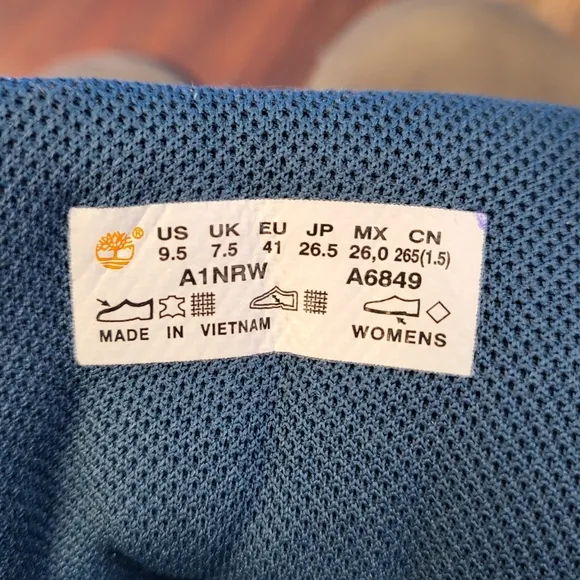 US UK EU JP MX CN
9.5 7.5 41 26.5 26,0 265(1.5)
A1NRW A6849
MADE IN VIETNAM WOMENS